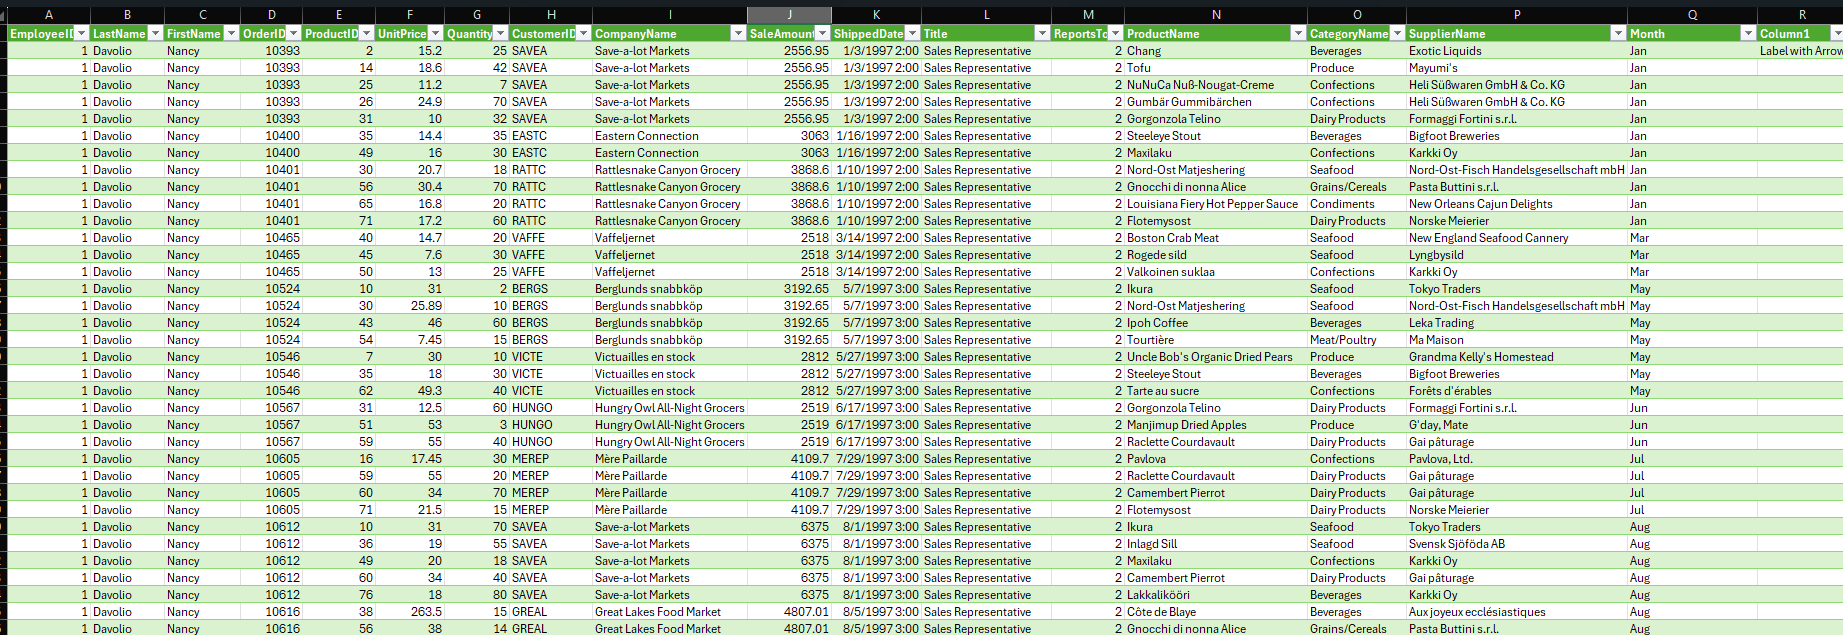 A B C D E F G H I J K L M N O P Q R
EmployeeID LastName FirstName OrderID ProductID UnitPrice Quantity CustomerID CompanyName SaleAmount ShippedDate Title ReportsTo ProductName CategoryName SupplierName Month Column1
1 Davolio Nancy 10393 2 15.2 25 SAVEA Save-a-lot Markets 2556.95 1/3/1997 2:00 Sales Representative 2 Chang Beverages Exotic Liquids Jan Label with Arrow
1 Davolio Nancy 10393 14 18.6 42 SAVEA Save-a-lot Markets 2556.95 1/3/1997 2:00 Sales Representative 2 Tofu Produce Mayumi's Jan
1 Davolio Nancy 10393 25 11.2 7 SAVEA Save-a-lot Markets 2556.95 1/3/1997 2:00 Sales Representative 2 NuNuCa Nuß-Nougat-Creme Confections Heli Süßwaren GmbH & Co. KG Jan
1 Davolio Nancy 10393 26 24.9 70 SAVEA Save-a-lot Markets 2556.95 1/3/1997 2:00 Sales Representative 2 Gumbär Gummibärchen Confections Heli Süßwaren GmbH & Co. KG Jan
1 Davolio Nancy 10393 31 10 32 SAVEA Save-a-lot Markets 2556.95 1/3/1997 2:00 Sales Representative 2 Gorgonzola Telino Dairy Products Formaggi Fortini s.r.l. Jan
1 Davolio Nancy 10400 35 14.4 35 EASTC Eastern Connection 3063 1/16/1997 2:00 Sales Representative 2 Steeleye Stout Beverages Bigfoot Breweries Jan
1 Davolio Nancy 10400 49 16 30 EASTC Eastern Connection 3063 1/16/1997 2:00 Sales Representative 2 Maxilaku Confections Karkki Oy Jan
1 Davolio Nancy 10401 30 20.7 18 RATTC Rattlesnake Canyon Grocery 3868.6 1/10/1997 2:00 Sales Representative 2 Nord-Ost Matjeshering Seafood Nord-Ost-Fisch Handelsgesellschaft mbH Jan
1 Davolio Nancy 10401 56 30.4 70 RATTC Rattlesnake Canyon Grocery 3868.6 1/10/1997 2:00 Sales Representative 2 Gnocchi di nonna Alice Grains/Cereals Pasta Buttini s.r.l. Jan
1 Davolio Nancy 10401 65 16.8 20 RATTC Rattlesnake Canyon Grocery 3868.6 1/10/1997 2:00 Sales Representative 2 Louisiana Fiery Hot Pepper Sauce Condiments New Orleans Cajun Delights Jan
1 Davolio Nancy 10401 71 17.2 60 RATTC Rattlesnake Canyon Grocery 3868.6 1/10/1997 2:00 Sales Representative 2 Flotemysost Dairy Products Norske Meierier Jan
1 Davolio Nancy 10465 40 14.7 20 VAFFE Vaffeljernet 2518 3/14/1997 2:00 Sales Representative 2 Boston Crab Meat Seafood New England Seafood Cannery Mar
1 Davolio Nancy 10465 45 7.6 30 VAFFE Vaffeljernet 2518 3/14/1997 2:00 Sales Representative 2 Rogede sild Seafood Lyngbysild Mar
1 Davolio Nancy 10465 50 13 25 VAFFE Vaffeljernet 2518 3/14/1997 2:00 Sales Representative 2 Valkoinen suklaa Confections Karkki Oy Mar
1 Davolio Nancy 10524 10 31 2 BERGS Berglunds snabbköp 3192.65 5/7/1997 3:00 Sales Representative 2 Ikura Seafood Tokyo Traders May
1 Davolio Nancy 10524 30 25.89 10 BERGS Berglunds snabbköp 3192.65 5/7/1997 3:00 Sales Representative 2 Nord-Ost Matjeshering Seafood Nord-Ost-Fisch Handelsgesellschaft mbH May
1 Davolio Nancy 10524 43 46 60 BERGS Berglunds snabbköp 3192.65 5/7/1997 3:00 Sales Representative 2 Ipoh Coffee Beverages Leka Trading May
1 Davolio Nancy 10524 54 7.45 15 BERGS Berglunds snabbköp 3192.65 5/7/1997 3:00 Sales Representative 2 Tourtière Meat/Poultry Ma Maison May
1 Davolio Nancy 10546 7 30 10 VICTE Victuailles en stock 2812 5/27/1997 3:00 Sales Representative 2 Uncle Bob's Organic Dried Pears Produce Grandma Kelly's Homestead May
1 Davolio Nancy 10546 35 18 30 VICTE Victuailles en stock 2812 5/27/1997 3:00 Sales Representative 2 Steeleye Stout Beverages Bigfoot Breweries May
1 Davolio Nancy 10546 62 49.3 40 VICTE Victuailles en stock 2812 5/27/1997 3:00 Sales Representative 2 Tarte au sucre Confections Forêts d'érables May
1 Davolio Nancy 10567 31 12.5 60 HUNGO Hungry Owl All-Night Grocers 2519 6/17/1997 3:00 Sales Representative 2 Gorgonzola Telino Dairy Products Formaggi Fortini s.r.l. Jun
1 Davolio Nancy 10567 51 53 3 HUNGO Hungry Owl All-Night Grocers 2519 6/17/1997 3:00 Sales Representative 2 Manjimup Dried Apples Produce G'day, Mate Jun
1 Davolio Nancy 10567 59 55 40 HUNGO Hungry Owl All-Night Grocers 2519 6/17/1997 3:00 Sales Representative 2 Raclette Courdavault Dairy Products Gai pâturage Jun
1 Davolio Nancy 10605 16 17.45 30 MEREP Mère Paillarde 4109.7 7/29/1997 3:00 Sales Representative 2 Pavlova Confections Pavlova, Ltd. Jul
1 Davolio Nancy 10605 59 55 20 MEREP Mère Paillarde 4109.7 7/29/1997 3:00 Sales Representative 2 Raclette Courdavault Dairy Products Gai pâturage Jul
1 Davolio Nancy 10605 60 34 70 MEREP Mère Paillarde 4109.7 7/29/1997 3:00 Sales Representative 2 Camembert Pierrot Dairy Products Gai pâturage Jul
1 Davolio Nancy 10605 71 21.5 15 MEREP Mère Paillarde 4109.7 7/29/1997 3:00 Sales Representative 2 Flotemysost Dairy Products Norske Meierier Jul
1 Davolio Nancy 10612 10 31 70 SAVEA Save-a-lot Markets 6375 8/1/1997 3:00 Sales Representative 2 Ikura Seafood Tokyo Traders Aug
1 Davolio Nancy 10612 36 19 55 SAVEA Save-a-lot Markets 6375 8/1/1997 3:00 Sales Representative 2 Inlagd Sill Seafood Svensk Sjöföda AB Aug
1 Davolio Nancy 10612 49 20 18 SAVEA Save-a-lot Markets 6375 8/1/1997 3:00 Sales Representative 2 Maxilaku Confections Karkki Oy Aug
1 Davolio Nancy 10612 60 34 40 SAVEA Save-a-lot Markets 6375 8/1/1997 3:00 Sales Representative 2 Camembert Pierrot Dairy Products Gai pâturage Aug
1 Davolio Nancy 10612 76 18 80 SAVEA Save-a-lot Markets 6375 8/1/1997 3:00 Sales Representative 2 Lakkalikööri Beverages Karkki Oy Aug
1 Davolio Nancy 10616 38 263.5 15 GREAL Great Lakes Food Market 4807.01 8/5/1997 3:00 Sales Representative 2 Côte de Blaye Beverages Aux joyeux ecclésiastiques Aug
1 Davolio Nancy 10616 56 38 14 GREAL Great Lakes Food Market 4807.01 8/5/1997 3:00 Sales Representative 2 Gnocchi di nonna Alice Grains/Cereals Pasta Buttini s.r.l. Aug